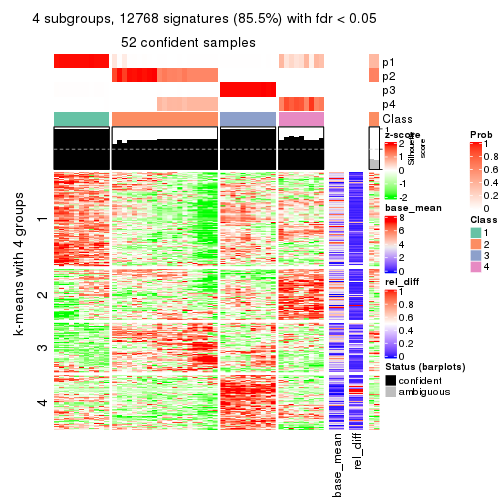 4 subgroups, 12768 signatures (85.5%) with fdr < 0.05
52 confident samples
p1
p2
p3
p4
Class
1
Silhouette
score
k-means with 4 groups
1
2
3
4
base_mean
rel_diff
z-score
2
1
0
-1
-2
base_mean
8
6
4
2
0
rel_diff
1
0.8
0.6
0.4
0.2
0
Status (barplots)
confident
ambiguous
Prob
1
0.8
0.6
0.4
0.2
0
Class
1
2
3
4